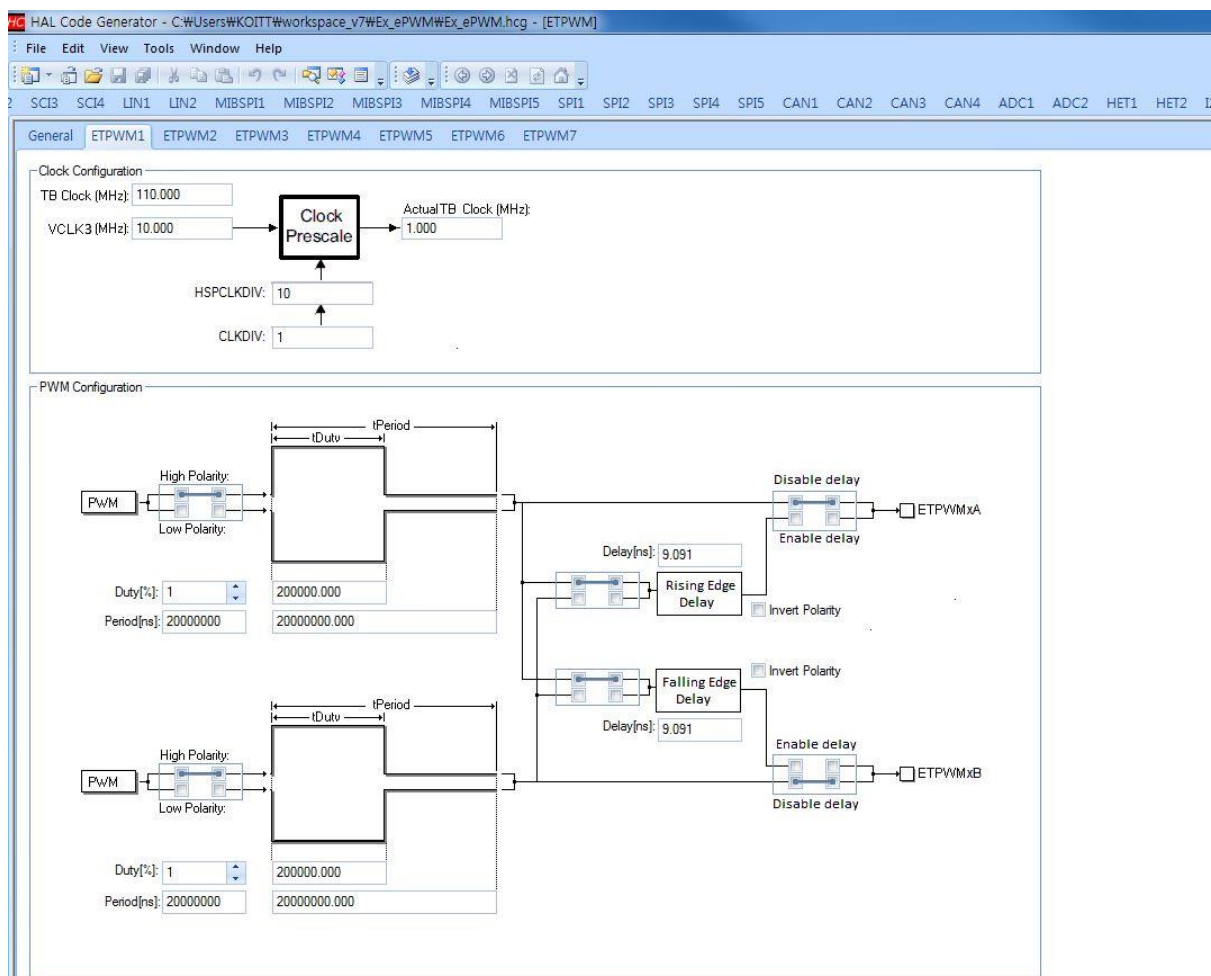 HC HAL Code Generator - C:₩Users₩KOITT₩workspace_v7₩Ex_ePWM₩Ex_ePWM.hcg - [ETPWM]
File Edit View Tools Window Help
2 SCI3 SCI4 LIN1 LIN2 MIBSPI1 MIBSPI2 MIBSPI3 MIBSPI4 MIBSPI5 SPI1 SPI2 SPI3 SPI4 SPI5 CAN1 CAN2 CAN3 CAN4 ADC1 ADC2 HET1 HET2
General ETPWM1 ETPWM2 ETPWM3 ETPWM4 ETPWM5 ETPWM6 ETPWM7
Clock Configuration
TB Clock (MHz): 110.000
VCLK3 (MHz): 10.000
Clock
Prescale
Actual TB Clock (MHz):
1.000
HSPCLKDIV: 10
CLKDIV: 1
PWM Configuration
tPeriod
tDuty
High Polarity:
PWM
Low Polarity:
Duty[%]: 1 200000.000
Period[ns]: 20000000 20000000.000
Disable delay
ETPWMxA
Enable delay
Delay[ns]: 9.091
Rising Edge
Delay
Invert Polarity
Invert Polarity
Falling Edge
Delay
Delay[ns]: 9.091
tPeriod
tDuty
High Polarity:
PWM
Low Polarity:
Enable delay
ETPWMxB
Disable delay
Duty[%]: 1 200000.000
Period[ns]: 20000000 20000000.000